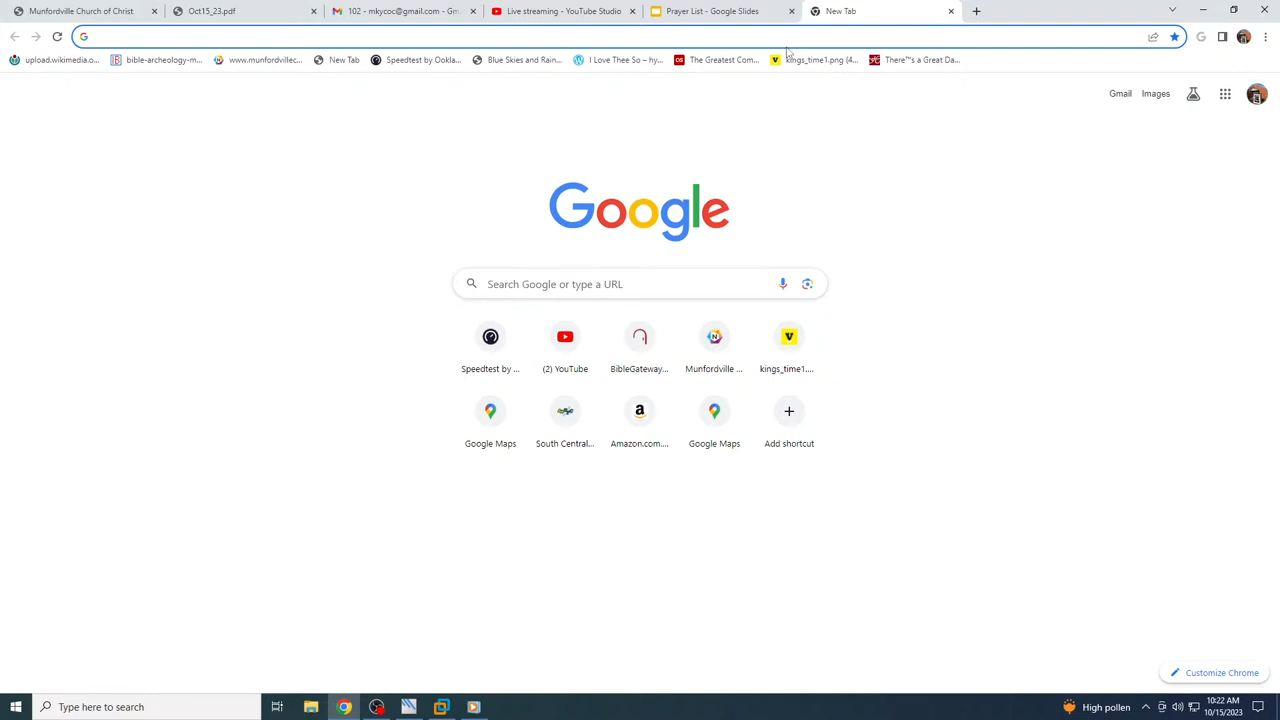 Munfordville Church of Christ
Oct15_23.pdf
102 - mkycoc@gmail.com - Gm
Live streaming - YouTube Studio
Prayer List - Google Slides
New Tab
upload.wikimedia.o...
bible-archeology-m...
www.munfordvillec...
New Tab
Speedtest by Ookla...
Blue Skies and Rain...
I Love Thee So – hy...
The Greatest Com...
kings_time1.png (4...
There™s a Great Da...
Gmail
Images
Google
Search Google or type a URL
Speedtest by ...
(2) YouTube
BibleGateway...
Munfordville ...
kings_time1....
Google Maps
South Central...
Amazon.com....
Google Maps
Add shortcut
Customize Chrome
Type here to search
High pollen
10:22 AM
10/15/2023